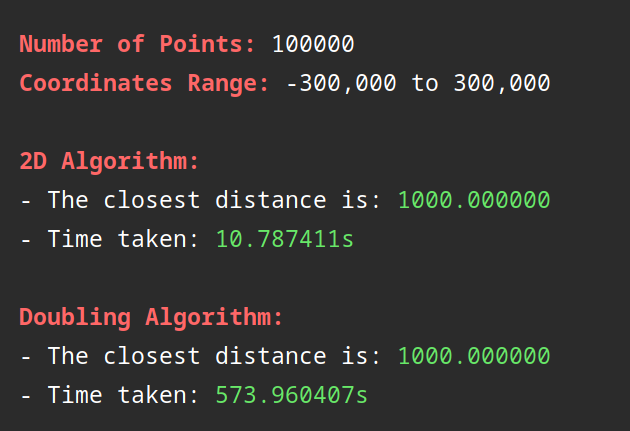 Number of Points: 100000
Coordinates Range: -300,000 to 300,000
2D Algorithm:
- The closest distance is: 1000.000000
- Time taken: 10.787411s
Doubling Algorithm:
- The closest distance is: 1000.000000
- Time taken: 573.960407s